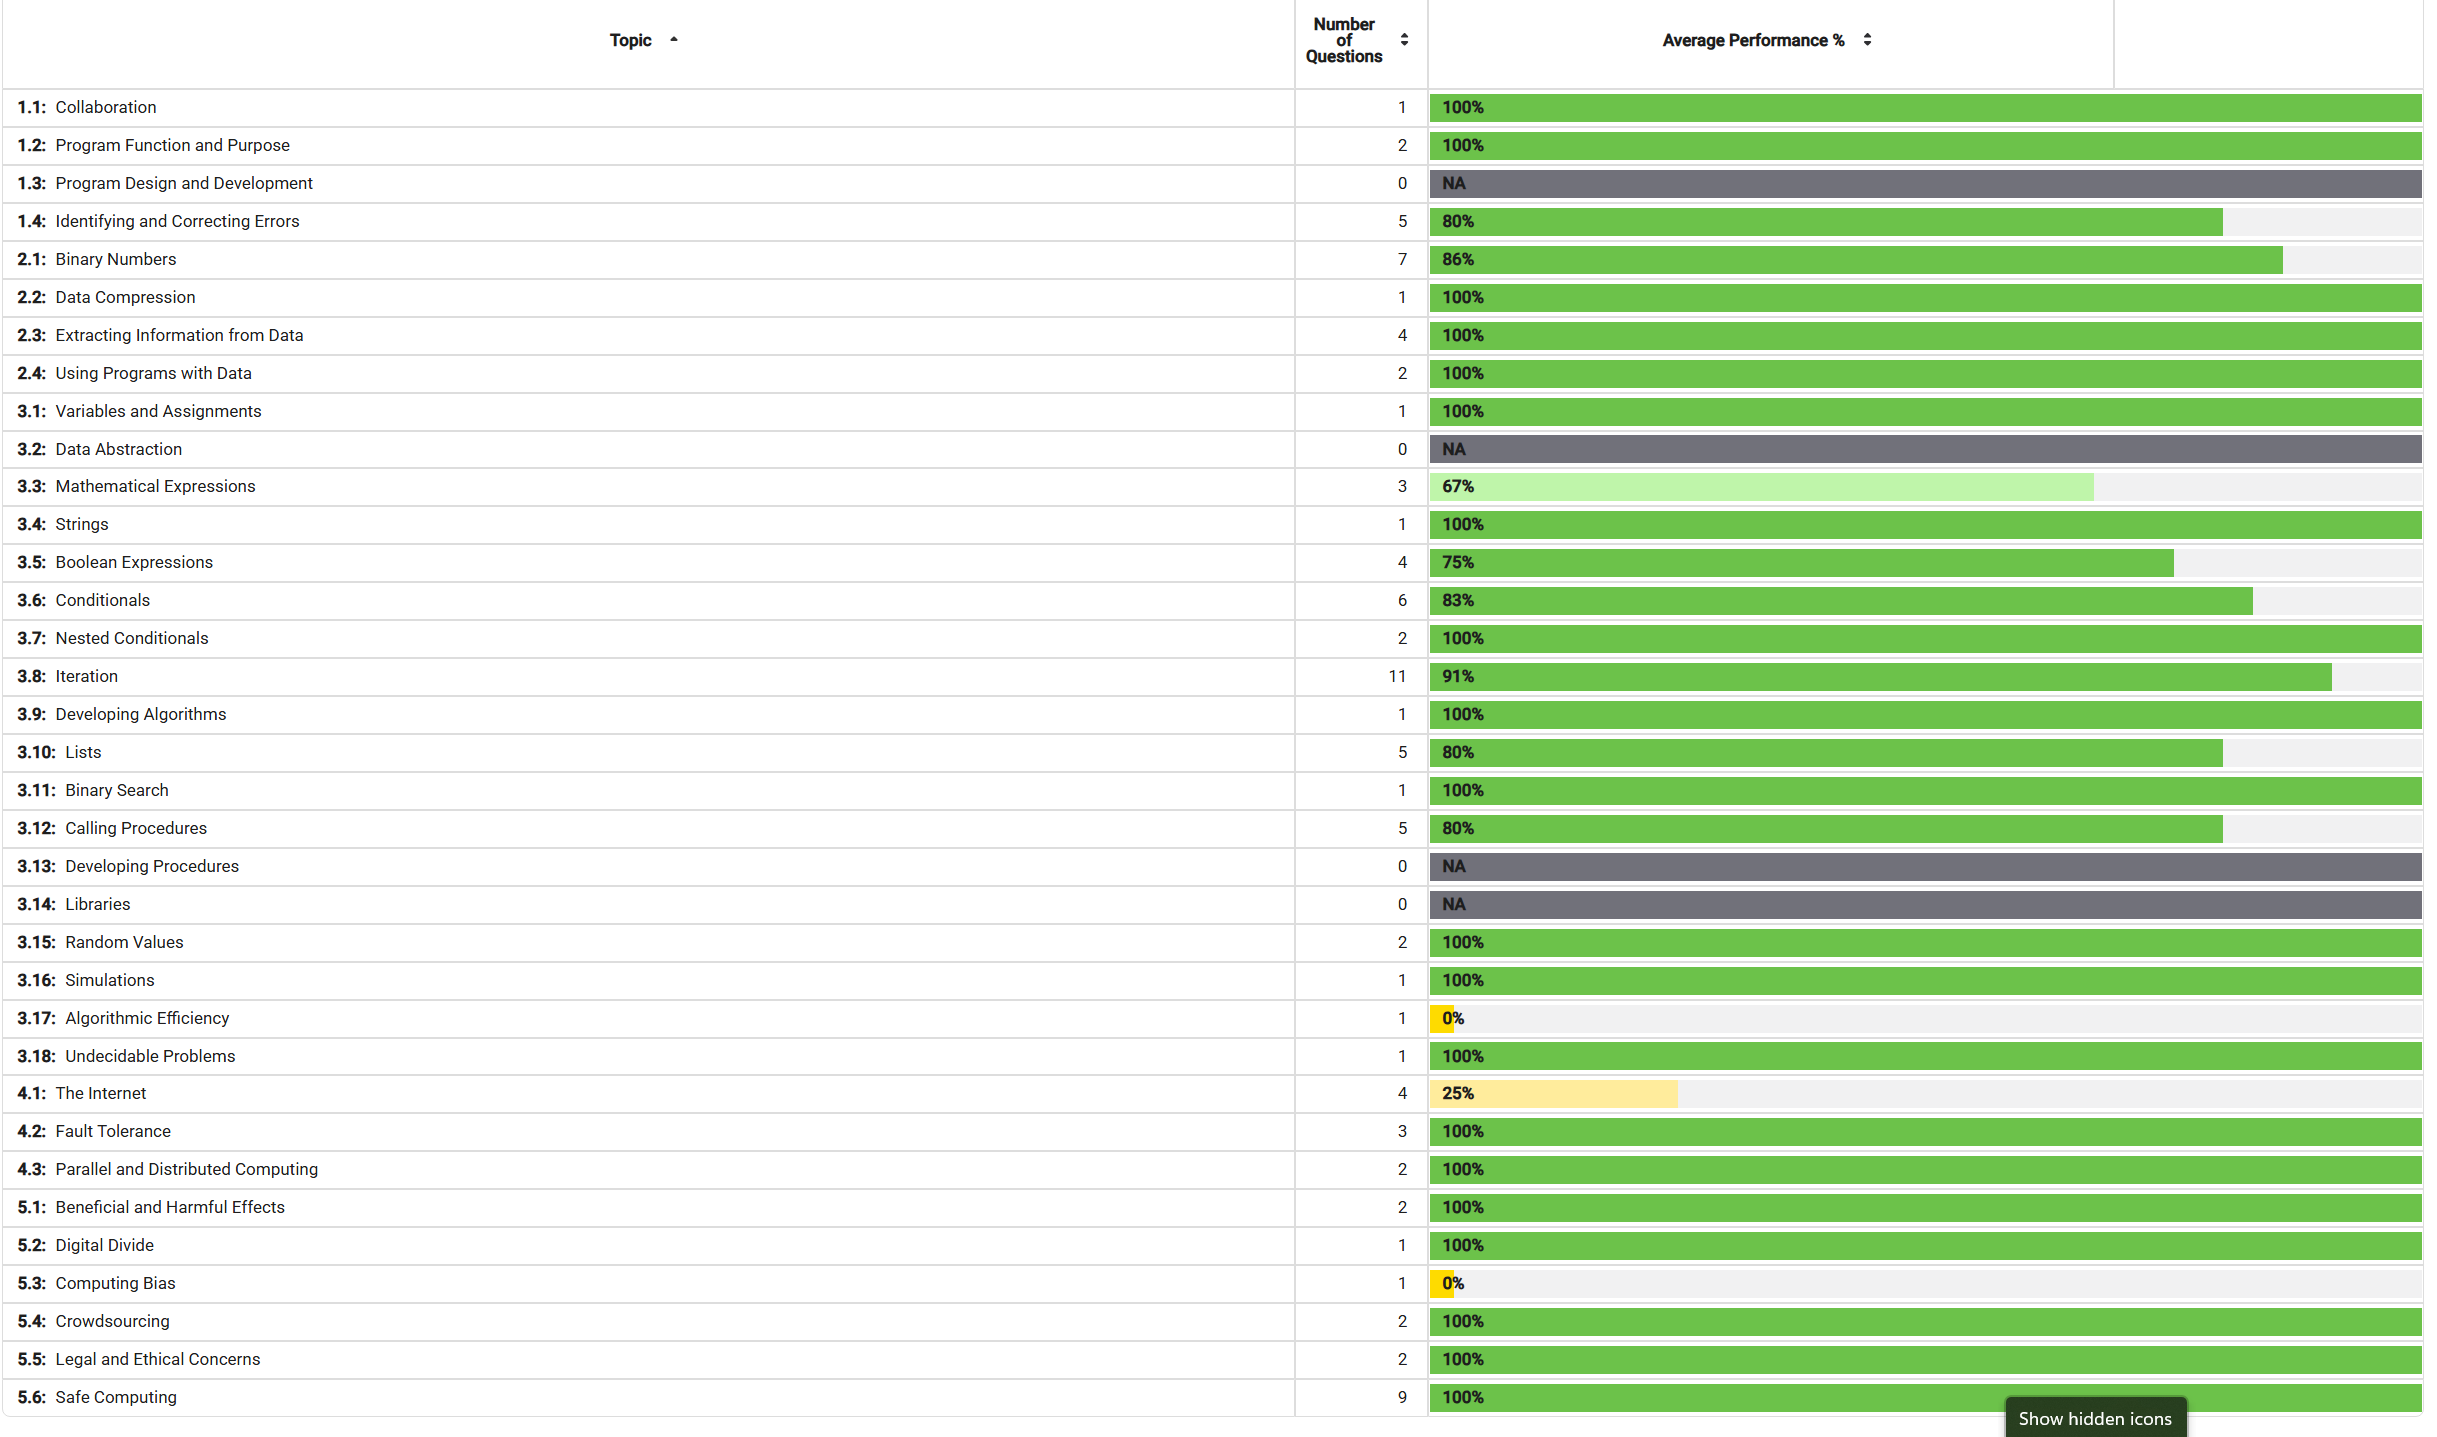 Topic Number of Questions Average Performance %
1.1: Collaboration 1 100%
1.2: Program Function and Purpose 2 100%
1.3: Program Design and Development 0 NA
1.4: Identifying and Correcting Errors 5 80%
2.1: Binary Numbers 7 86%
2.2: Data Compression 1 100%
2.3: Extracting Information from Data 4 100%
2.4: Using Programs with Data 2 100%
3.1: Variables and Assignments 1 100%
3.2: Data Abstraction 0 NA
3.3: Mathematical Expressions 3 67%
3.4: Strings 1 100%
3.5: Boolean Expressions 4 75%
3.6: Conditionals 6 83%
3.7: Nested Conditionals 2 100%
3.8: Iteration 11 91%
3.9: Developing Algorithms 1 100%
3.10: Lists 5 80%
3.11: Binary Search 1 100%
3.12: Calling Procedures 5 80%
3.13: Developing Procedures 0 NA
3.14: Libraries 0 NA
3.15: Random Values 2 100%
3.16: Simulations 1 100%
3.17: Algorithmic Efficiency 1 0%
3.18: Undecidable Problems 1 100%
4.1: The Internet 4 25%
4.2: Fault Tolerance 3 100%
4.3: Parallel and Distributed Computing 2 100%
5.1: Beneficial and Harmful Effects 2 100%
5.2: Digital Divide 1 100%
5.3: Computing Bias 1 0%
5.4: Crowdsourcing 2 100%
5.5: Legal and Ethical Concerns 2 100%
5.6: Safe Computing 9 100%
Show hidden icons